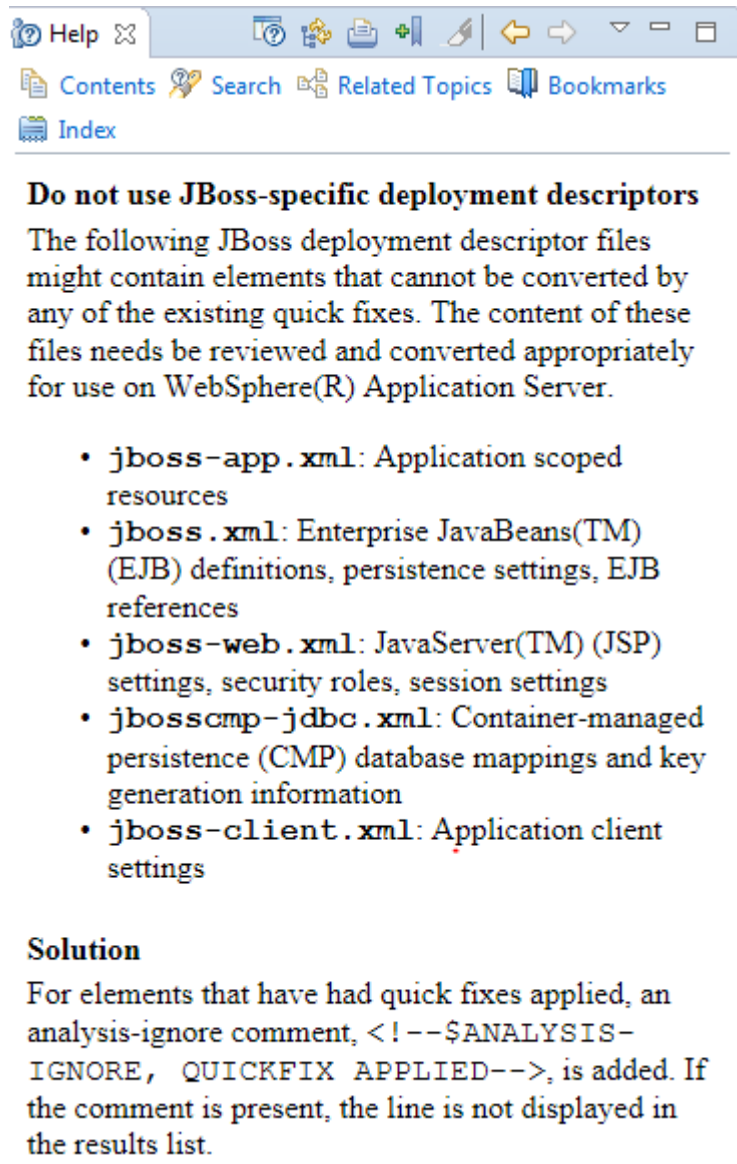 Help
Contents Search Related Topics Bookmarks
Index
Do not use JBoss-specific deployment descriptors
The following JBoss deployment descriptor files
might contain elements that cannot be converted by
any of the existing quick fixes. The content of these
files needs be reviewed and converted appropriately
for use on WebSphere(R) Application Server.
• jboss-app.xml: Application scoped
resources
• jboss.xml: Enterprise JavaBeans(TM)
(EJB) definitions, persistence settings, EJB
references
• jboss-web.xml: JavaServer(TM) (JSP)
settings, security roles, session settings
• jbosscmp-jdbc.xml: Container-managed
persistence (CMP) database mappings and key
generation information
• jboss-client.xml: Application client
settings
Solution
For elements that have had quick fixes applied, an
analysis-ignore comment, <!--$ANALYSIS-
IGNORE, QUICKFIX APPLIED-->, is added. If
the comment is present, the line is not displayed in
the results list.